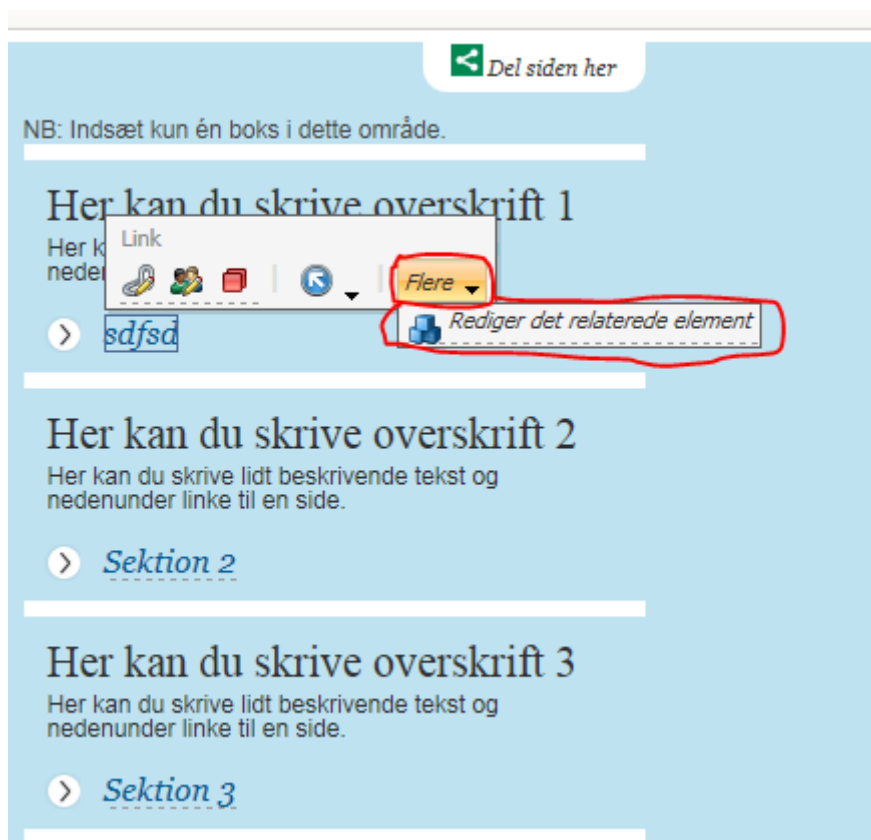 Del siden her
NB: Indsæt kun én boks i dette område.
Her kan du skrive overskrift 1
Link
Her k
neden
Flere
Rediger det relaterede element
sdfsd
Her kan du skrive overskrift 2
Her kan du skrive lidt beskrivende tekst og
nedenunder linke til en side.
Sektion 2
Her kan du skrive overskrift 3
Her kan du skrive lidt beskrivende tekst og
nedenunder linke til en side.
Sektion 3